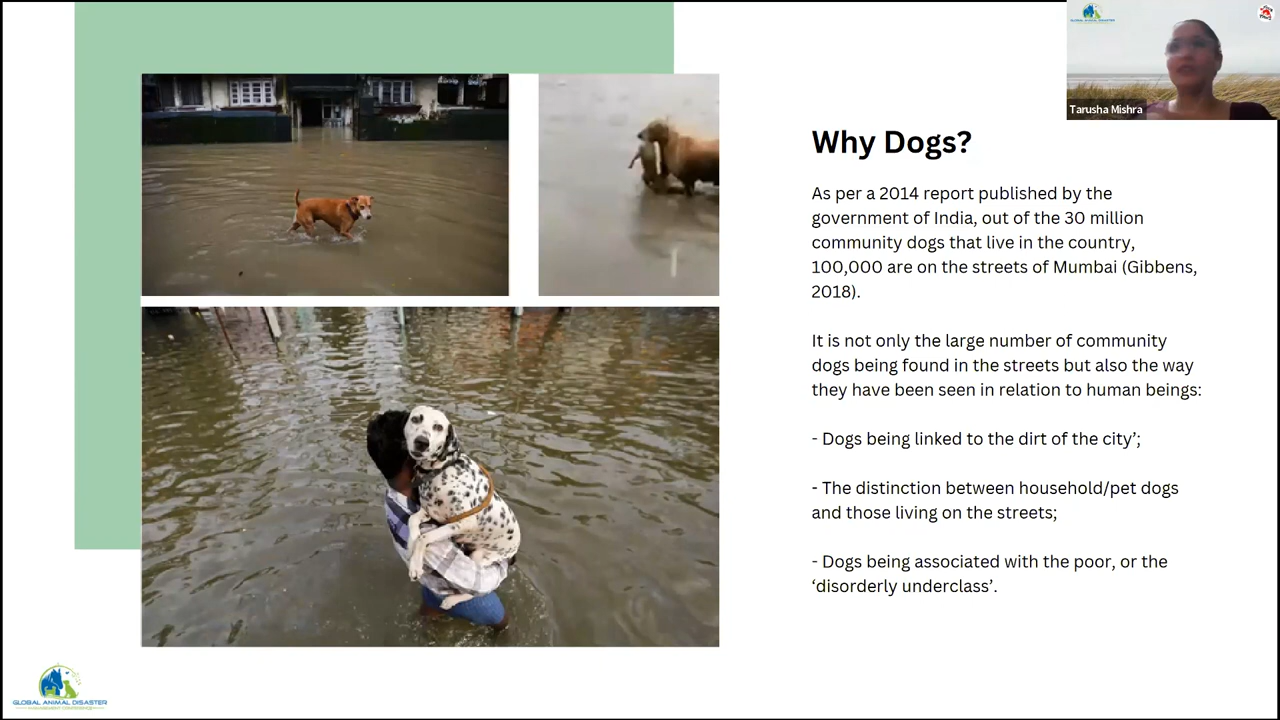 GLOBAL ANIMAL DISASTER
Tarusha Mishra
Why Dogs?
As per a 2014 report published by the
government of India, out of the 30 million
community dogs that live in the country,
100,000 are on the streets of Mumbai (Gibbens,
2018).
It is not only the large number of community
dogs being found in the streets but also the way
they have been seen in relation to human beings:
- Dogs being linked to the dirt of the city’;
- The distinction between household/pet dogs
and those living on the streets;
- Dogs being associated with the poor, or the
‘disorderly underclass’.
GLOBAL ANIMAL DISASTER
MANAGEMENT CONFERENCE